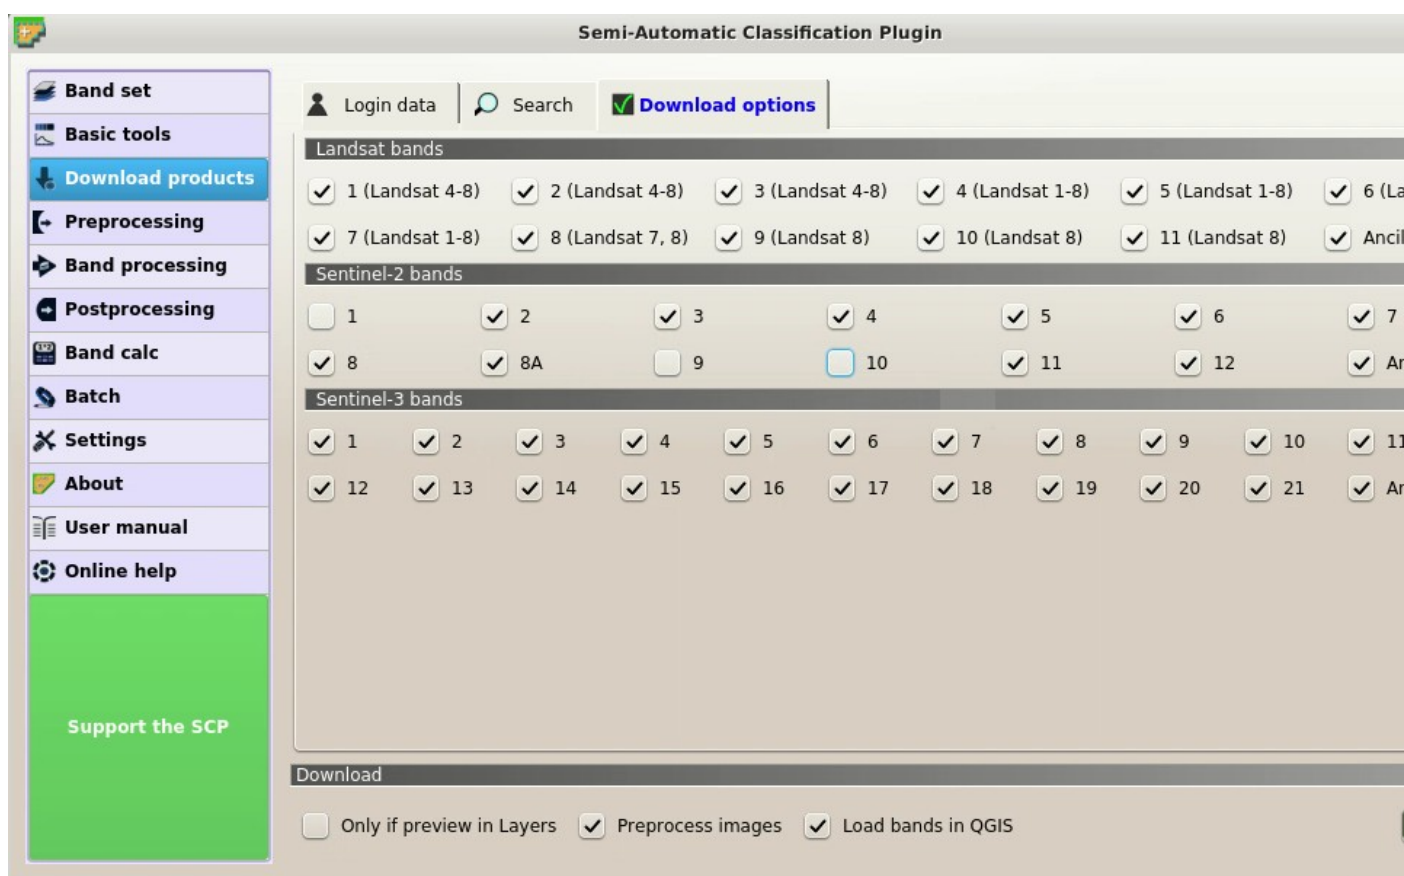 Semi-Automatic Classification Plugin
Band set
Basic tools
Download products
Preprocessing
Band processing
Postprocessing
Band calc
Batch
Settings
About
User manual
Online help
Support the SCP
Login data Search Download options
Landsat bands
1 (Landsat 4-8) 2 (Landsat 4-8) 3 (Landsat 4-8) 4 (Landsat 1-8) 5 (Landsat 1-8) 6 (La
7 (Landsat 1-8) 8 (Landsat 7, 8) 9 (Landsat 8) 10 (Landsat 8) 11 (Landsat 8) Ancil
Sentinel-2 bands
1 2 3 4 5 6 7
8 8A 9 10 11 12 An
Sentinel-3 bands
1 2 3 4 5 6 7 8 9 10 11
12 13 14 15 16 17 18 19 20 21 An
Download
Only if preview in Layers Preprocess images Load bands in QGIS